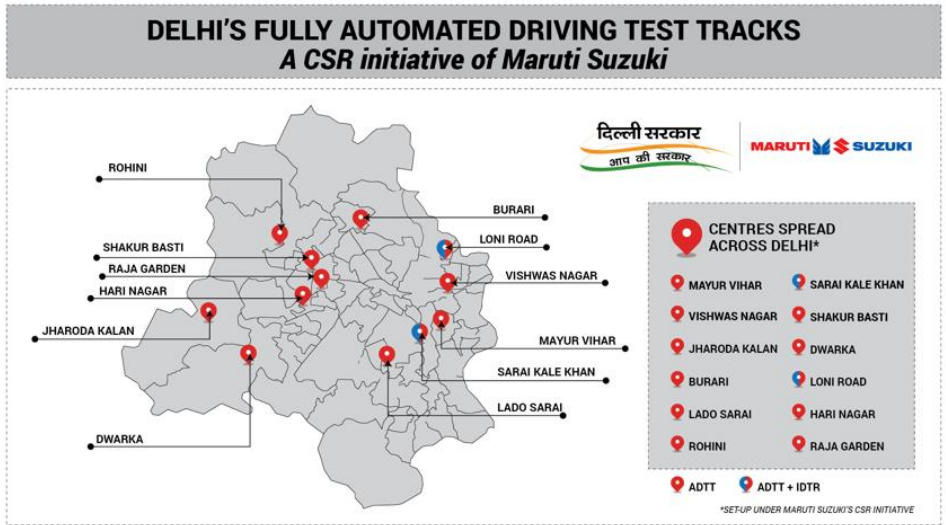 DELHI'S FULLY AUTOMATED DRIVING TEST TRACKS
A CSR initiative of Maruti Suzuki
दिल्ली सरकार
आप की सरकार
MARUTI SUZUKI
ROHINI
SHAKUR BASTI
RAJA GARDEN
HARI NAGAR
JHARODA KALAN
DWARKA
BURARI
LONI ROAD
VISHWAS NAGAR
MAYUR VIHAR
SARAI KALE KHAN
LADO SARAI
CENTRES SPREAD
ACROSS DELHI*
MAYUR VIHAR SARAI KALE KHAN
VISHWAS NAGAR SHAKUR BASTI
JHARODA KALAN DWARKA
BURARI LONI ROAD
LADO SARAI HARI NAGAR
ROHINI RAJA GARDEN
ADTT ADTT + IDTR
*SET-UP UNDER MARUTI SUZUKI'S CSR INITIATIVE